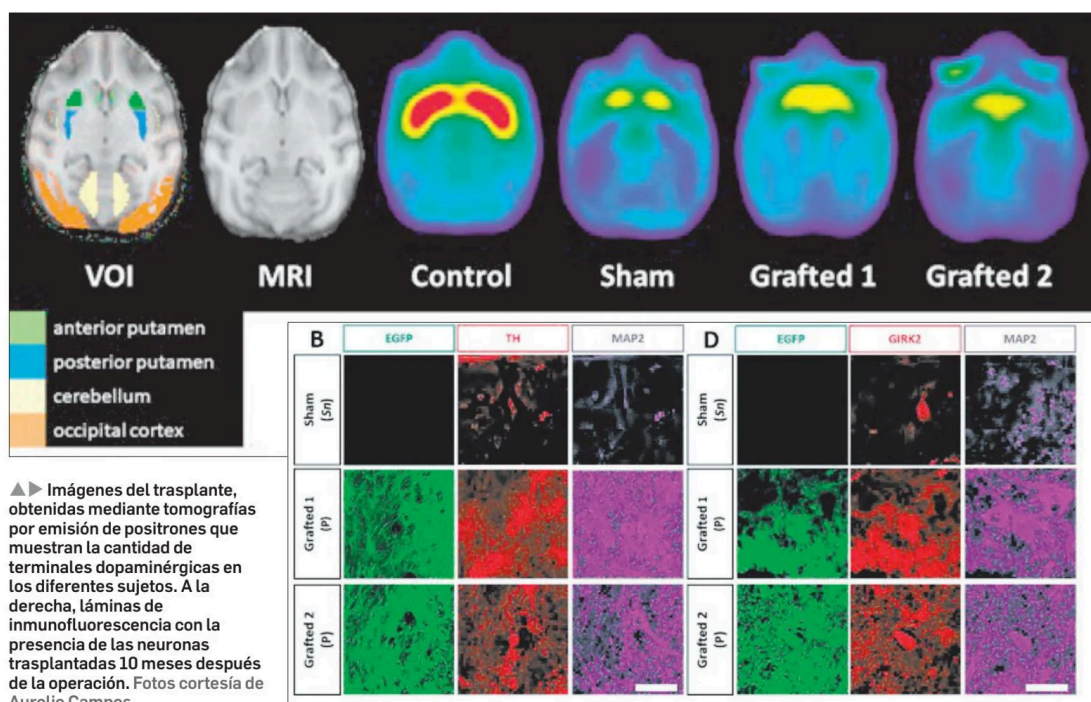 VOI MRI Control Sham Grafted 1 Grafted 2
anterior putamen
posterior putamen
cerebellum
occipital cortex
B EGFP TH MAP2 D EGFP GIRK2 MAP2
Sham
(Sn)
Sham
(Sn)
Grafted 1
(P)
Grafted 1
(P)
Grafted 2
(P)
Grafted 2
(P)
▲▶ Imágenes del trasplante,
obtenidas mediante tomografías
por emisión de positrones que
muestran la cantidad de
terminales dopaminérgicas en
los diferentes sujetos. A la
derecha, láminas de
inmunofluorescencia con la
presencia de las neuronas
trasplantadas 10 meses después
de la operación. Fotos cortesía de
Aurelio Campos